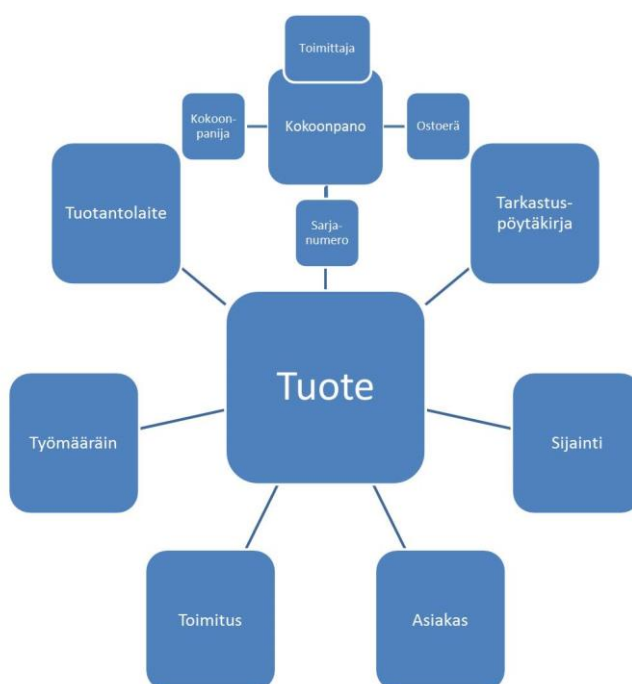 Toimittaja
Kokoon-
panija
Kokoonpano
Ostoerä
Tuotantolaite
Tarkastus-
pöytäkirja
Sarja-
numero
Tuote
Työmääräin
Sijainti
Toimitus
Asiakas